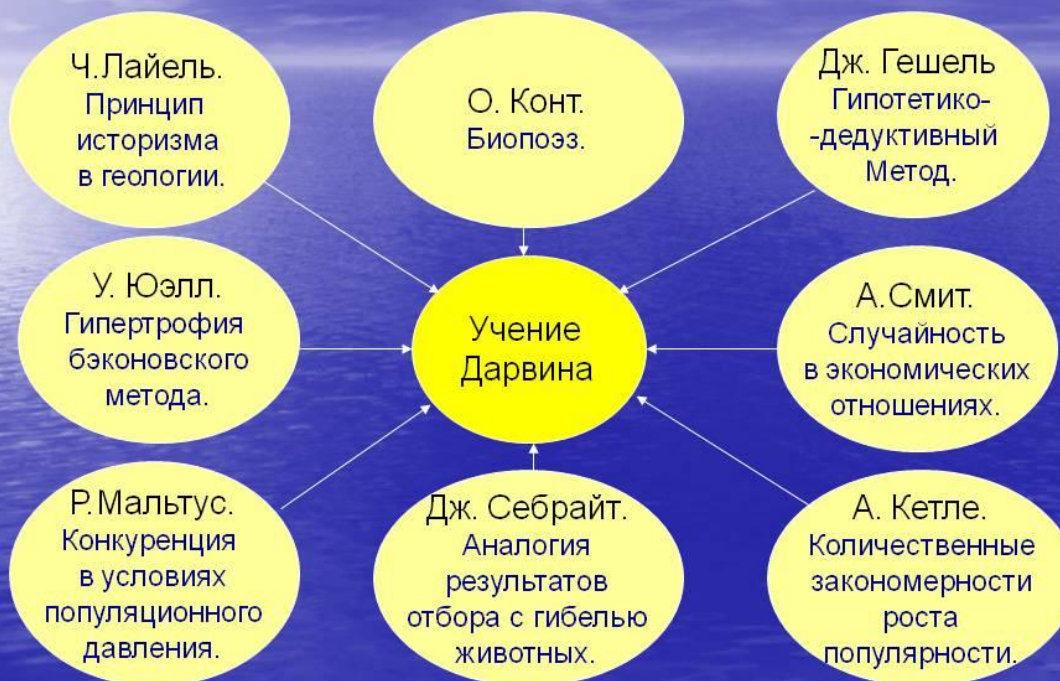 Ч.Лайель.
Принцип
историзма
в геологии.
О. Конт.
Биопоэз.
Дж. Гешель
Гипотетико-
-дедуктивный
Метод.
У. Юэлл.
Гипертрофия
бэконовского
метода.
Учение
Дарвина
А.Смит.
Случайность
в экономических
отношениях.
Р.Мальтус.
Конкуренция
в условиях
популяционного
давления.
Дж. Себрайт.
Аналогия
результатов
отбора с гибелью
животных.
А. Кетле.
Количественные
закономерности
роста
популярности.